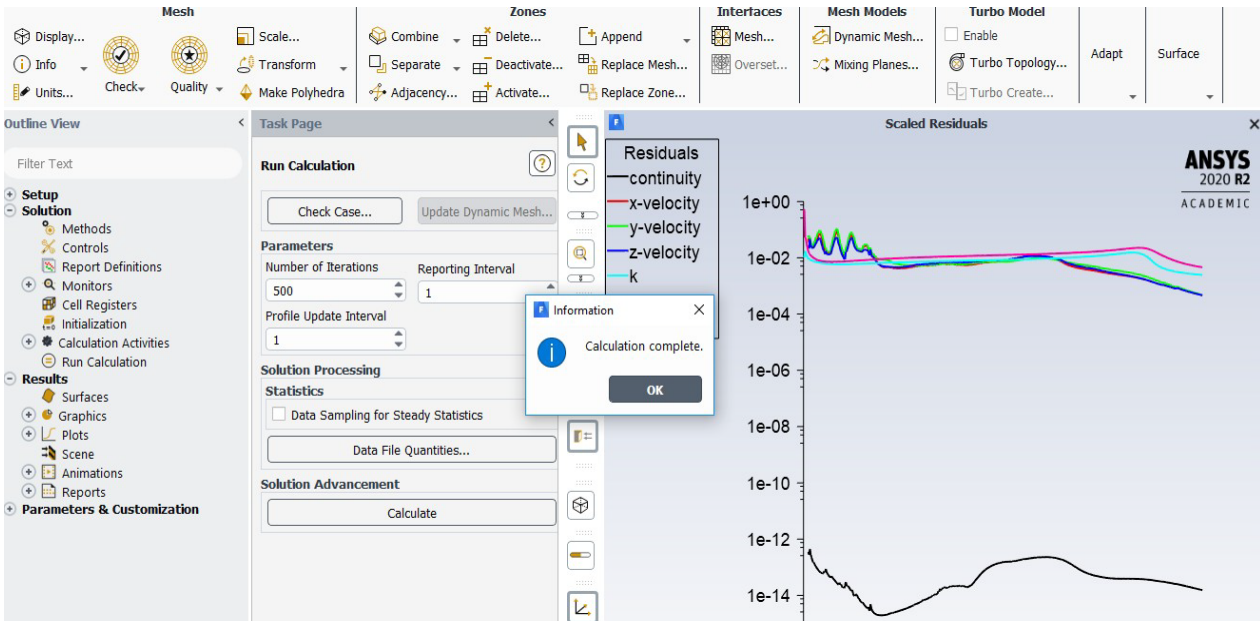 Mesh
Zones
Interfaces
Mesh Models
Turbo Model
Display...
Scale...
Combine
Delete...
Append
Mesh...
Dynamic Mesh...
Enable
Adapt
Surface
Info
Transform
Separate
Deactivate...
Replace Mesh...
Overset...
Mixing Planes...
Turbo Topology...
Units...
Check
Quality
Make Polyhedra
Adjacency...
Activate...
Replace Zone...
Turbo Create...
Outline View
Filter Text
Setup
Solution
Methods
Controls
Report Definitions
Monitors
Cell Registers
Initialization
Calculation Activities
Run Calculation
Results
Surfaces
Graphics
Plots
Scene
Animations
Reports
Parameters & Customization
Task Page
Run Calculation
Check Case...
Update Dynamic Mesh...
Parameters
Number of Iterations
Reporting Interval
500
1
Profile Update Interval
1
Solution Processing
Statistics
Data Sampling for Steady Statistics
Data File Quantities...
Solution Advancement
Calculate
Information
Calculation complete.
OK
Scaled Residuals
ANSYS
2020 R2
ACADEMIC
Residuals
continuity
x-velocity
y-velocity
z-velocity
k
1e+00
1e-02
1e-04
1e-06
1e-08
1e-10
1e-12
1e-14